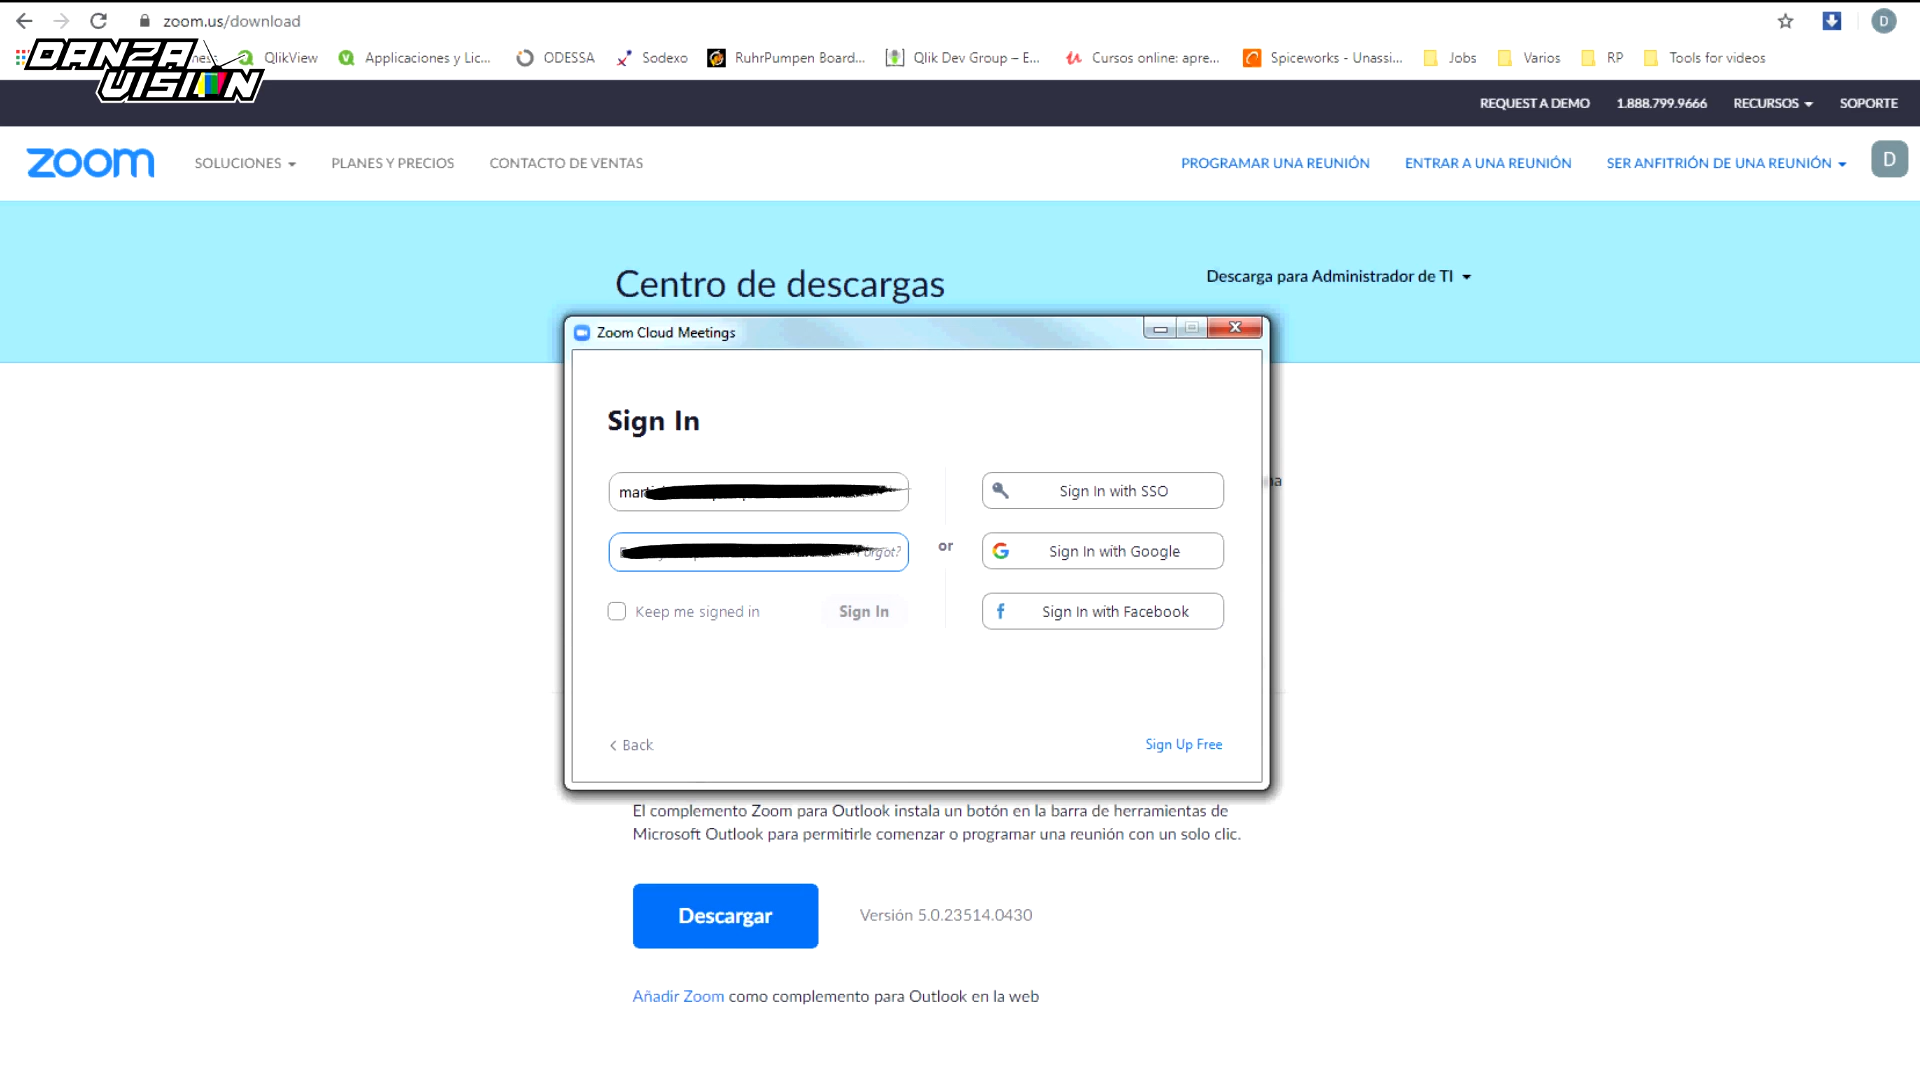 zoom.us/download
DANZA
VISION
QlikView
Applicaciones y Lic...
ODESSA
Sodexo
RuhrPumpen Board...
Qlik Dev Group – E...
Cursos online: apre...
Spiceworks - Unassi...
Jobs
Varios
RP
Tools for videos
D
REQUEST A DEMO
1.888.799.9666
RECURSOS
SOPORTE
zoom
SOLUCIONES
PLANES Y PRECIOS
CONTACTO DE VENTAS
PROGRAMAR UNA REUNIÓN
ENTRAR A UNA REUNIÓN
SER ANFITRIÓN DE UNA REUNIÓN
D
Centro de descargas
Descarga para Administrador de TI
Zoom Cloud Meetings
Sign In
Sign In with SSO
or
Sign In with Google
Keep me signed in
Sign In
Sign In with Facebook
Back
Sign Up Free
El complemento Zoom para Outlook instala un botón en la barra de herramientas de
Microsoft Outlook para permitirle comenzar o programar una reunión con un solo clic.
Descargar
Versión 5.0.23514.0430
Añadir Zoom como complemento para Outlook en la web